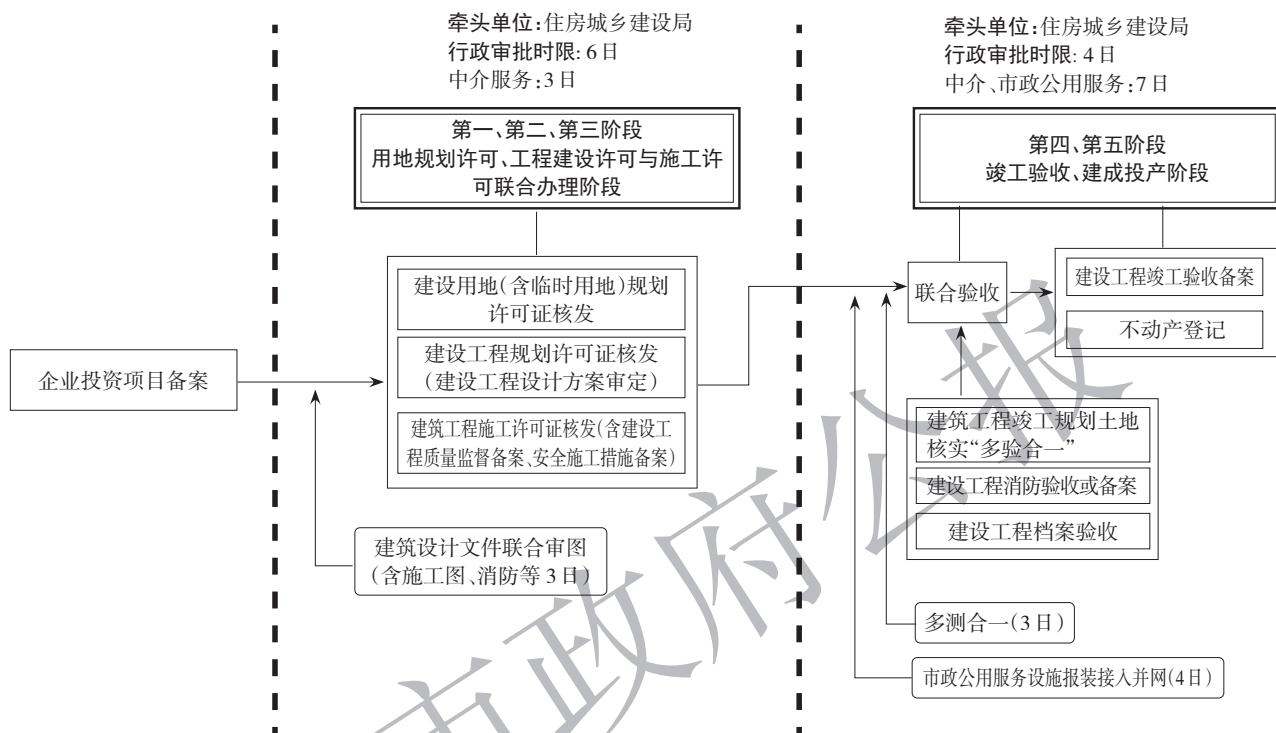 牵头单位:住房城乡建设局
行政审批时限: 6日
中介服务:3日
第一、第二、第三阶段
用地规划许可、工程建设许可与施工许
可联合办理阶段
牵头单位:住房城乡建设局
行政审批时限: 4日
中介、市政公用服务:7日
第四、第五阶段
竣工验收、建成投产阶段
企业投资项目备案
建设用地(含临时用地)规划
许可证核发
建设工程规划许可证核发
(建设工程设计方案审定)
建筑工程施工许可证核发(含建设工
程质量监督备案、安全施工措施备案)
建筑设计文件联合审图
(含施工图、消防等 3日)
联合验收
建设工程竣工验收备案
不动产登记
建筑工程竣工规划土地
核实“多验合一”
建设工程消防验收或备案
建设工程档案验收
多测合一(3日)
市政公用服务设施报装接入并网(4日)
市政府公报